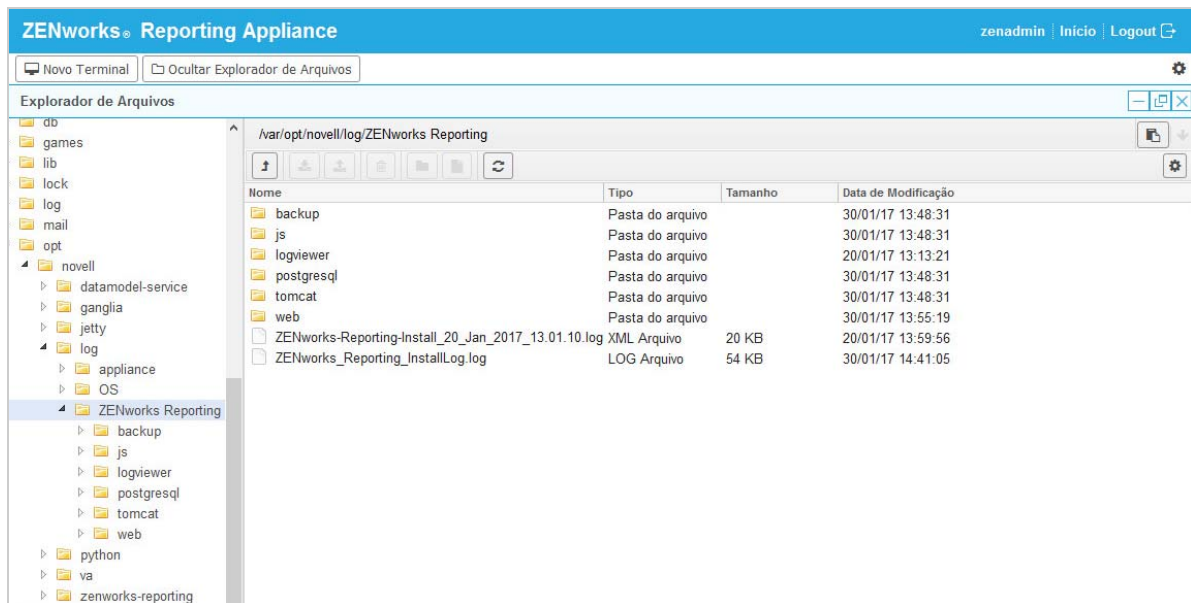 ZENworks® Reporting Appliance
zenadmin | Início | Logout
Novo Terminal
Ocultar Explorador de Arquivos
Explorador de Arquivos
db
games
lib
lock
log
mail
opt
novell
datamodel-service
ganglia
jetty
log
appliance
OS
ZENworks Reporting
backup
js
logviewer
postgresql
tomcat
web
python
va
zenworks-reporting
/var/opt/novell/log/ZENworks Reporting
Nome Tipo Tamanho Data de Modificação
backup Pasta do arquivo 30/01/17 13:48:31
js Pasta do arquivo 30/01/17 13:48:31
logviewer Pasta do arquivo 20/01/17 13:13:21
postgresql Pasta do arquivo 30/01/17 13:48:31
tomcat Pasta do arquivo 30/01/17 13:48:31
web Pasta do arquivo 30/01/17 13:55:19
ZENworks-Reporting-Install_20_Jan_2017_13.01.10.log XML Arquivo 20 KB 20/01/17 13:59:56
ZENworks_Reporting_InstallLog.log LOG Arquivo 54 KB 30/01/17 14:41:05